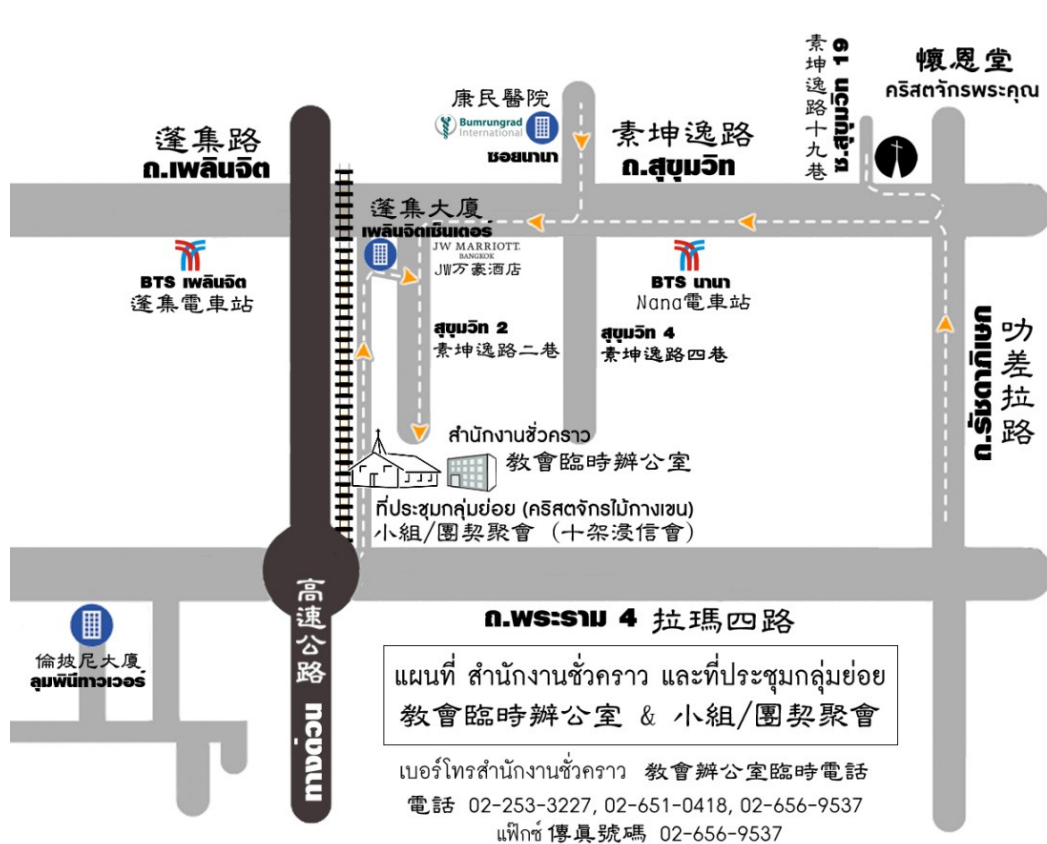 素坤逸路十九巷
ซ.สุขุมวิท 19
懷恩堂
คริสตจักรพระคุณ
康民醫院
Bumrungrad
International
ซอยนานา
蓬集路
ถ.เพลินจิต
素坤逸路
ถ.สุขุมวิท
蓬集大廈
เพลินจิตเซ็นเตอร์
JW MARRIOTT
BANGKOK
JW万豪酒店
BTS เพลินจิต
蓬集電車站
BTS นานา
Nana電車站
สุขุมวิท 2
素坤逸路二巷
สุขุมวิท 4
素坤逸路四巷
ถ.รัชดาภิเษก
叻差拉路
สำนักงานชั่วคราว
教會臨時辦公室
ที่ประชุมกลุ่มย่อย (คริสตจักรไม้กางเขน)
小組/團契聚會 (十架浸信會)
高速公路
ทางด่วน
ถ.พระราม 4 拉瑪四路
倫披尼大廈
ลุมพินีทาวเวอร์
แผนที่ สำนักงานชั่วคราว และที่ประชุมกลุ่มย่อย
教會臨時辦公室 & 小組/團契聚會
เบอร์โทรสำนักงานชั่วคราว 教會辦公室臨時電話
電話 02-253-3227, 02-651-0418, 02-656-9537
แฟ๊กซ์ 傳真號碼 02-656-9537